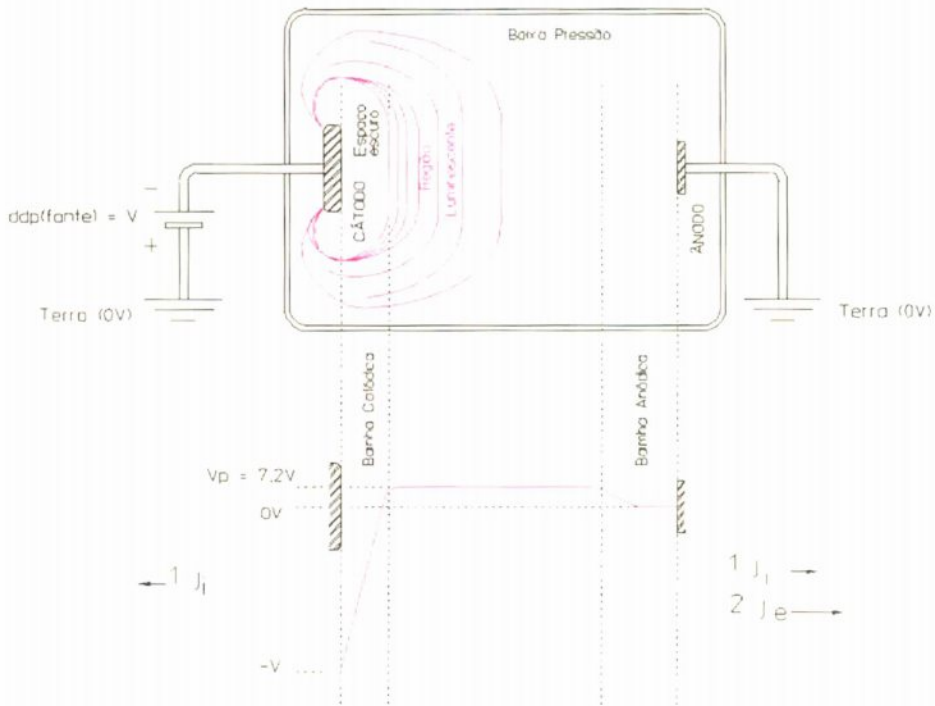 Baixa Pressão
Espaço
escuro
CÁTODO
Região
Luminescente
ÂNODO
-
ddp(fonte) = V
+
Terra (0V)
Terra (0V)
Bainha Catódica
Bainha Anódica
Vp = 7.2V
0V
1 Ji
1 Ji
2 Je
-V